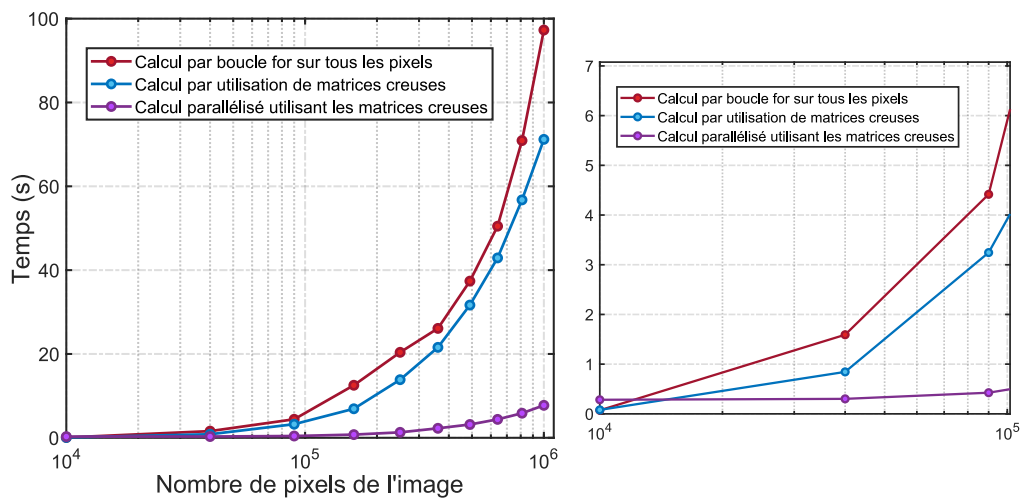 100
80
60
40
20
0
Temps (s)
Calcul par boucle for sur tous les pixels
Calcul par utilisation de matrices creuses
Calcul parallélisé utilisant les matrices creuses
10^4
10^5
10^6
Nombre de pixels de l'image
7
6
5
4
3
2
1
0
Calcul par boucle for sur tous les pixels
Calcul par utilisation de matrices creuses
Calcul parallélisé utilisant les matrices creuses
10^4
10^5